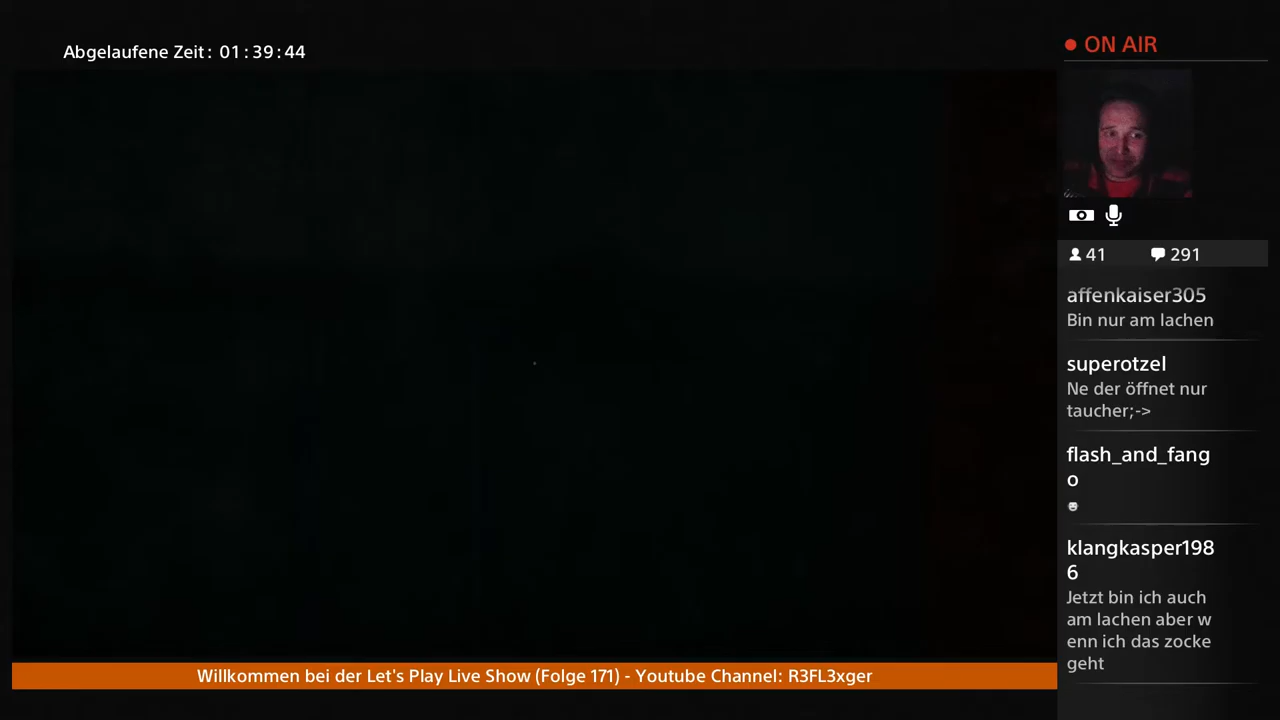 Abgelaufene Zeit: 01:39:44
ON AIR
41 291
affenkaiser305
Bin nur am lachen
superotzel
Ne der öffnet nur
taucher;->
flash_and_fang
o
klangkasper198
6
Jetzt bin ich auch
am lachen aber w
enn ich das zocke
geht
Willkommen bei der Let's Play Live Show (Folge 171) - Youtube Channel: R3FL3xger